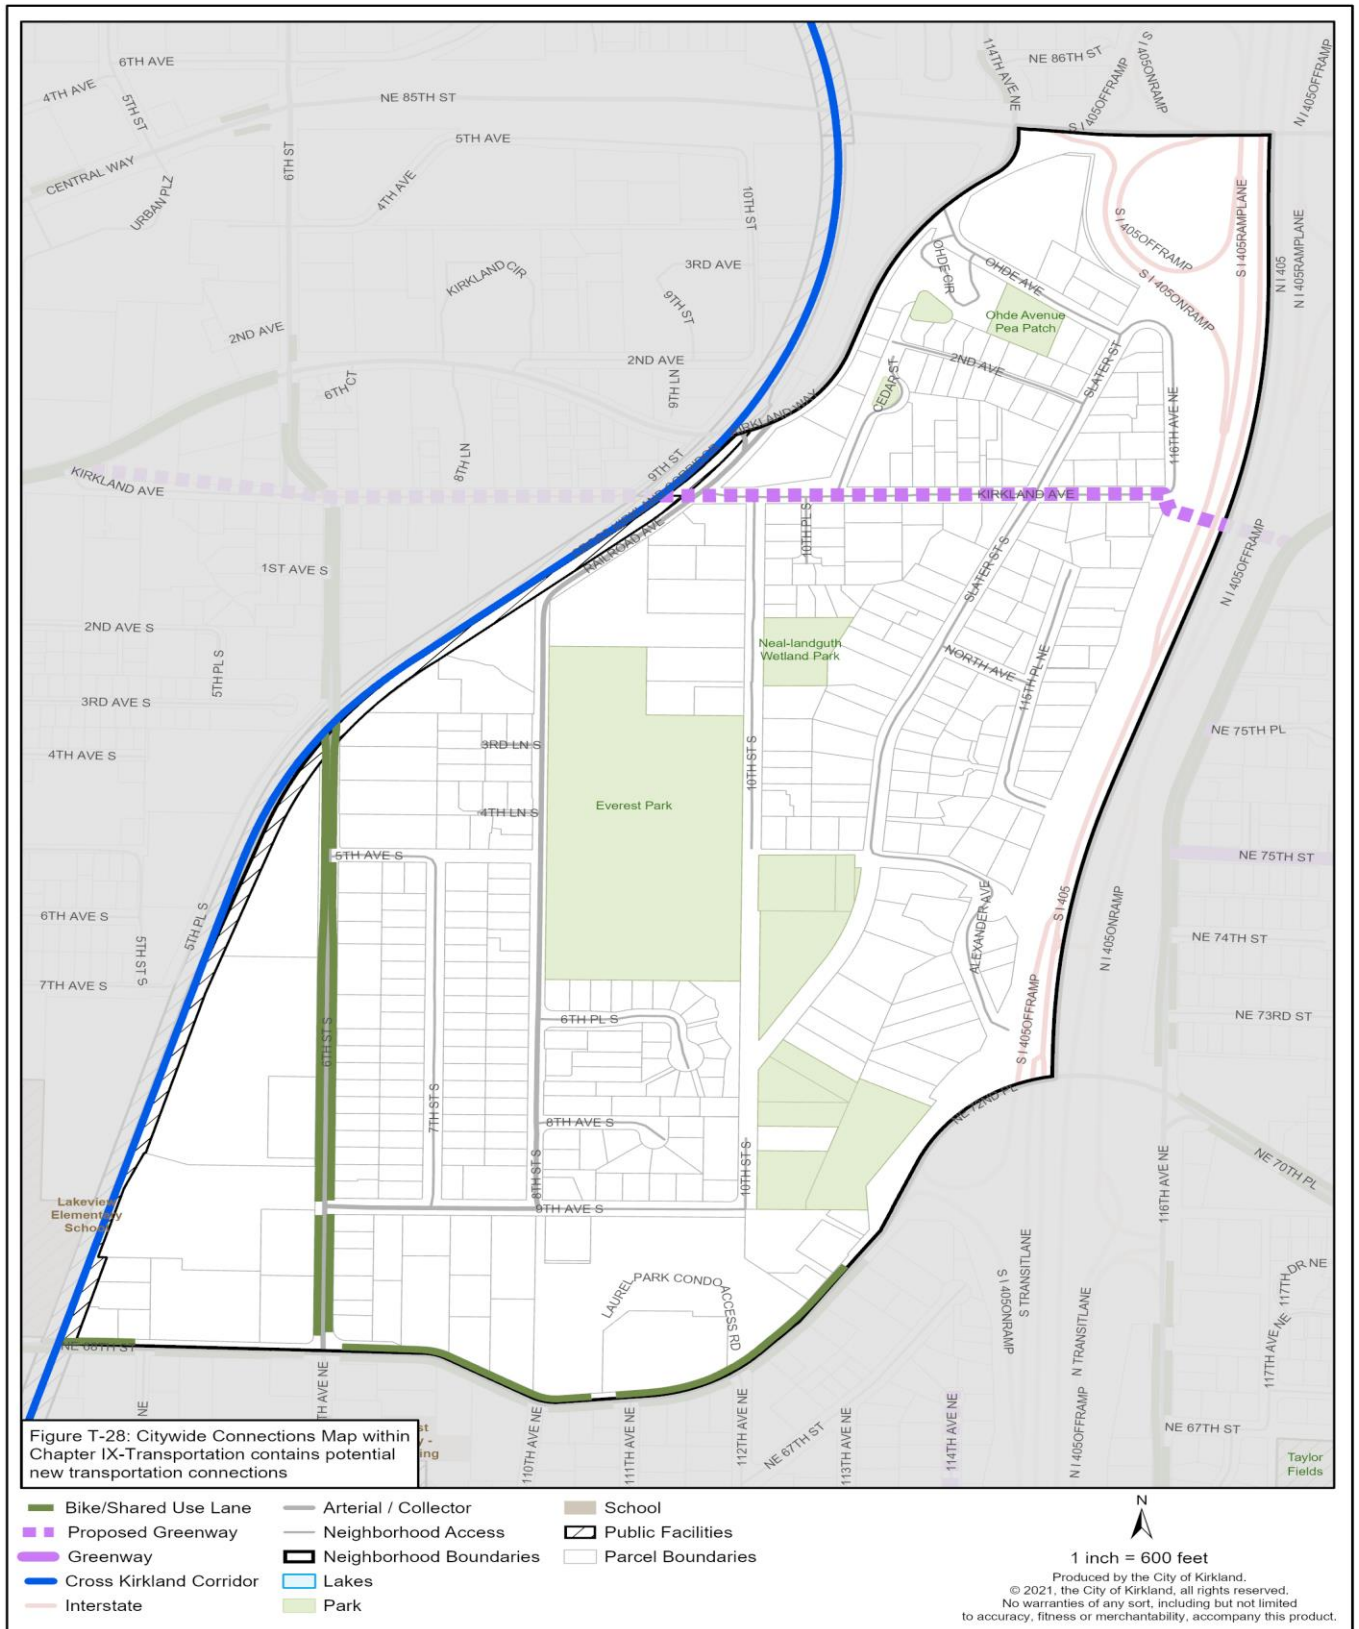 6TH AVE
4TH AVE
5TH ST
NE 85TH ST
114TH AVE NE
NE 86TH ST
S I 405OFFRAMP
S I 405ONRAMP
N I 405OFFRAMP
CENTRAL WAY
URBAN PLZ
6TH ST
5TH AVE
4TH AVE
10TH ST
3RD AVE
KIRKLAND CIR
9TH ST
2ND AVE
2ND AVE
6TH CT
9TH LN
8TH LN
OHDE CIR
OHDE AVE
S I 405OFFRAMP
S I 405ONRAMP
S I 405RAMPLANE
N I 405
N I 405RAMPLANE
Ohde Avenue
Pea Patch
2ND AVE
CEDAR ST
SLATER ST
116TH AVE NE
KIRKLAND WAY
9TH ST
KIRKLAND AVE
KIRKLAND AVE
RAILROAD AVE
10TH PL S
SLATER ST S
N I 405OFFRAMP
1ST AVE S
2ND AVE S
5TH PL S
3RD AVE S
4TH AVE S
Neal-landguth
Wetland Park
NORTH AVE
115TH PL NE
NE 75TH PL
3RD LN S
4TH LN S
10TH ST S
Everest Park
5TH AVE S
NE 75TH ST
6TH AVE S
5TH PL S
5TH ST S
7TH AVE S
ALEXANDER AVE
S I 405
N I 405ONRAMP
NE 74TH ST
NE 73RD ST
S I 405OFFRAMP
6TH PL S
6TH ST S
7TH ST S
8TH AVE S
8TH ST S
10TH ST S
9TH AVE S
NE 72ND PL
116TH AVE NE
NE 70TH PL
Lakeview
Elementary
School
LAUREL PARK CONDO ACCESS RD
S I 405ONRAMP
S TRANSITLANE
N TRANSITLANE
117TH DR NE
117TH AVE NE
NE 68TH ST
NE
TH AVE NE
110TH AVE NE
111TH AVE NE
112TH AVE NE
NE 67TH ST
113TH AVE NE
114TH AVE NE
N I 405OFFRAMP
NE 67TH ST
Taylor
Fields
Figure T-28: Citywide Connections Map within
Chapter IX-Transportation contains potential
new transportation connections
Bike/Shared Use Lane
Proposed Greenway
Greenway
Cross Kirkland Corridor
Interstate
Arterial / Collector
Neighborhood Access
Neighborhood Boundaries
Lakes
Park
School
Public Facilities
Parcel Boundaries
N
1 inch = 600 feet
Produced by the City of Kirkland.
© 2021, the City of Kirkland, all rights reserved.
No warranties of any sort, including but not limited
to accuracy, fitness or merchantability, accompany this product.